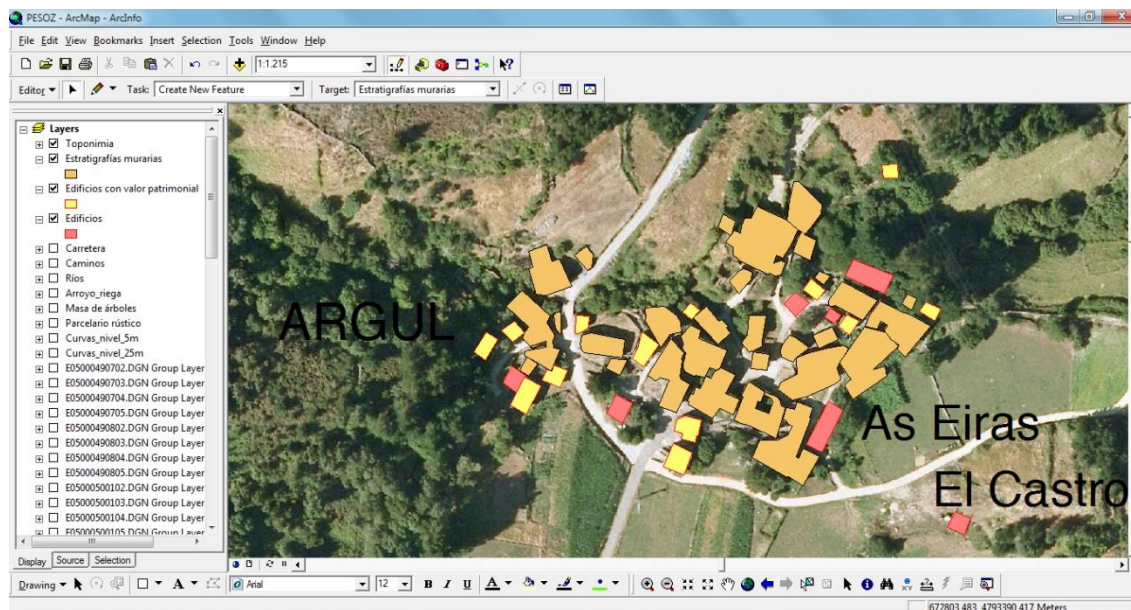 PESOZ - ArcMap - ArcInfo
File Edit View Bookmarks Insert Selection Tools Window Help
1:1.215
Editor Task: Create New Feature Target: Estratigrafías murarias
Layers
Toponimia
Estratigrafías murarias
Edificios con valor patrimonial
Edificios
Carretera
Caminos
Ríos
Arroyo_riega
Masa de árboles
Parcelario rústico
Curvas_nivel_5m
Curvas_nivel_25m
E05000490702.DGN Group Layer
E05000490703.DGN Group Layer
E05000490704.DGN Group Layer
E05000490705.DGN Group Layer
E05000490802.DGN Group Layer
E05000490803.DGN Group Layer
E05000490804.DGN Group Layer
E05000490805.DGN Group Layer
E05000500102.DGN Group Layer
E05000500103.DGN Group Layer
E05000500104.DGN Group Layer
E05000500105.DGN Group Layer
ARGUL
As Eiras
El Castro
Display Source Selection
Drawing A Arial 12 B I U A
672803,483 4793390,417 Meters